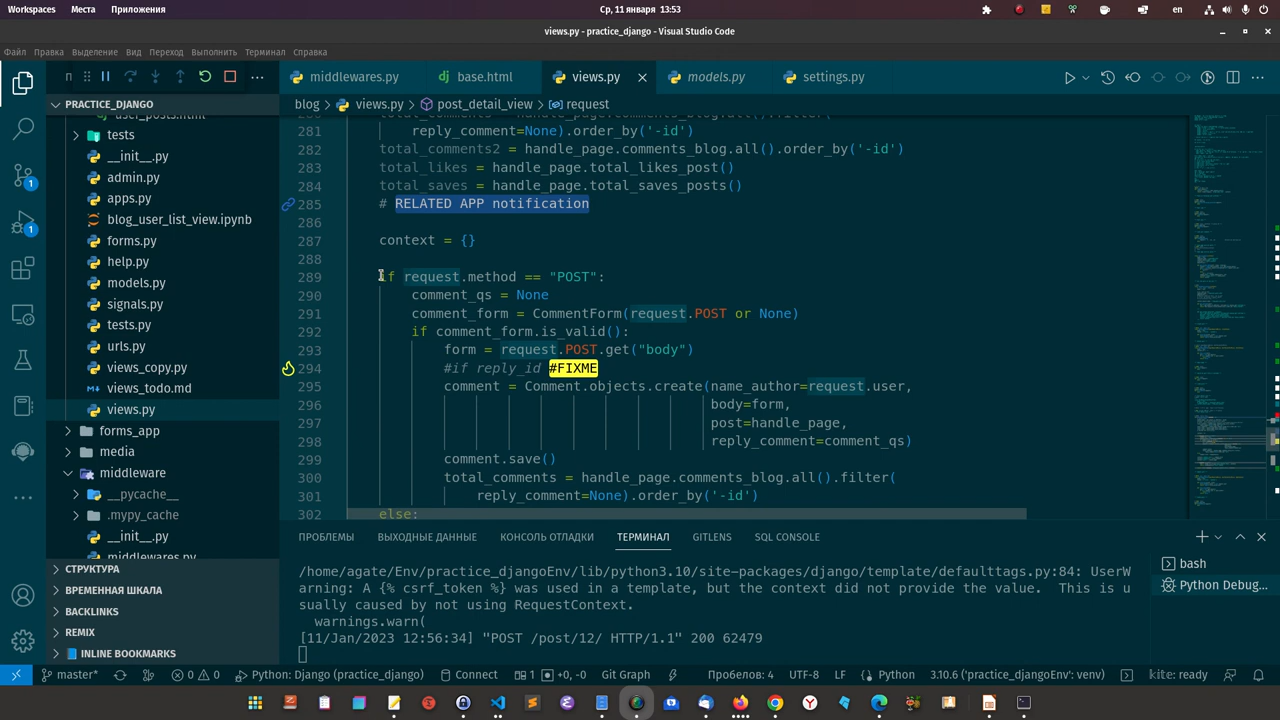 Workspaces
Места
Приложения
Ср, 11 января 13:53
en
views.py - practice_django - Visual Studio Code
Файл
Правка
Выделение
Вид
Переход
Выполнить
Терминал
Справка
middlewares.py
base.html
views.py
models.py
settings.py
PRACTICE_DJANGO
blog
views.py
post_detail_view
request
user_posts.html
tests
__init__.py
admin.py
apps.py
blog_user_list_view.ipynb
forms.py
help.py
models.py
signals.py
tests.py
urls.py
views_copy.py
views_todo.md
views.py
forms_app
media
middleware
__pycache__
.mypy_cache
__init__.py
middlewares.py
СТРУКТУРА
ВРЕМЕННАЯ ШКАЛА
BACKLINKS
REMIX
INLINE BOOKMARKS
281 reply_comment=None).order_by('-id')
282 total_comments2 = handle_page.comments_blog.all().order_by('-id')
283 total_likes = handle_page.total_likes_post()
284 total_saves = handle_page.total_saves_posts()
285 # RELATED APP notification
286
287 context = {}
288
289 if request.method == "POST":
290 comment_qs = None
291 comment_form = CommentForm(request.POST or None)
292 if comment_form.is_valid():
293 form = request.POST.get("body")
294 #if reply_id #FIXME
295 comment = Comment.objects.create(name_author=request.user,
296 body=form,
297 post=handle_page,
298 reply_comment=comment_qs)
299 comment.save()
300 total_comments = handle_page.comments_blog.all().filter(
301 reply_comment=None).order_by('-id')
302 else:
ПРОБЛЕМЫ
ВЫХОДНЫЕ ДАННЫЕ
КОНСОЛЬ ОТЛАДКИ
ТЕРМИНАЛ
GITLENS
SQL CONSOLE
/home/agate/Env/practice_djangoEnv/lib/python3.10/site-packages/django/template/defaulttags.py:84: UserW
arning: A {% csrf_token %} was used in a template, but the context did not provide the value.  This is u
sually caused by not using RequestContext.
warnings.warn(
[11/Jan/2023 12:56:34] "POST /post/12/ HTTP/1.1" 200 62479
bash
Python Debug...
master*
0
0
Python: Django (practice_django)
Connect
1
+0, -0
Git Graph
Пробелов: 4
UTF-8
LF
Python
3.10.6 ('practice_djangoEnv': venv)
kite: ready